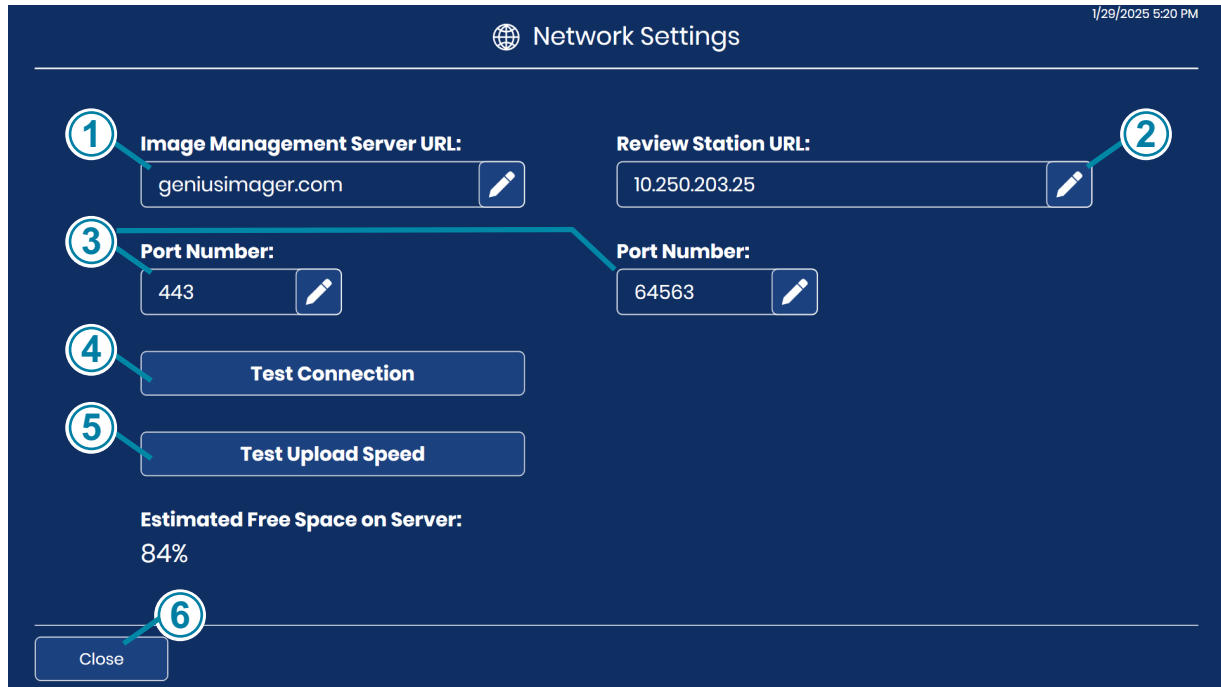 1/29/2025 5:20 PM
Network Settings
1
Image Management Server URL:
geniusimager.com
Review Station URL:
10.250.203.25
2
3
Port Number:
443
Port Number:
64563
4
Test Connection
5
Test Upload Speed
Estimated Free Space on Server:
84%
6
Close